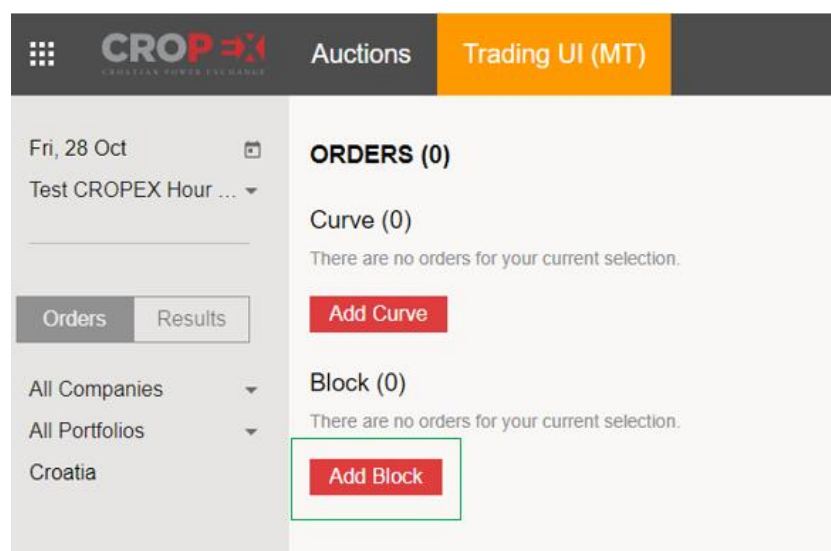 CROPEX
CROATIAN POWER EXCHANGE
Auctions
Trading UI (MT)
Fri, 28 Oct
Test CROPEX Hour ...
Orders
Results
All Companies
All Portfolios
Croatia
ORDERS (0)
Curve (0)
There are no orders for your current selection.
Add Curve
Block (0)
There are no orders for your current selection.
Add Block